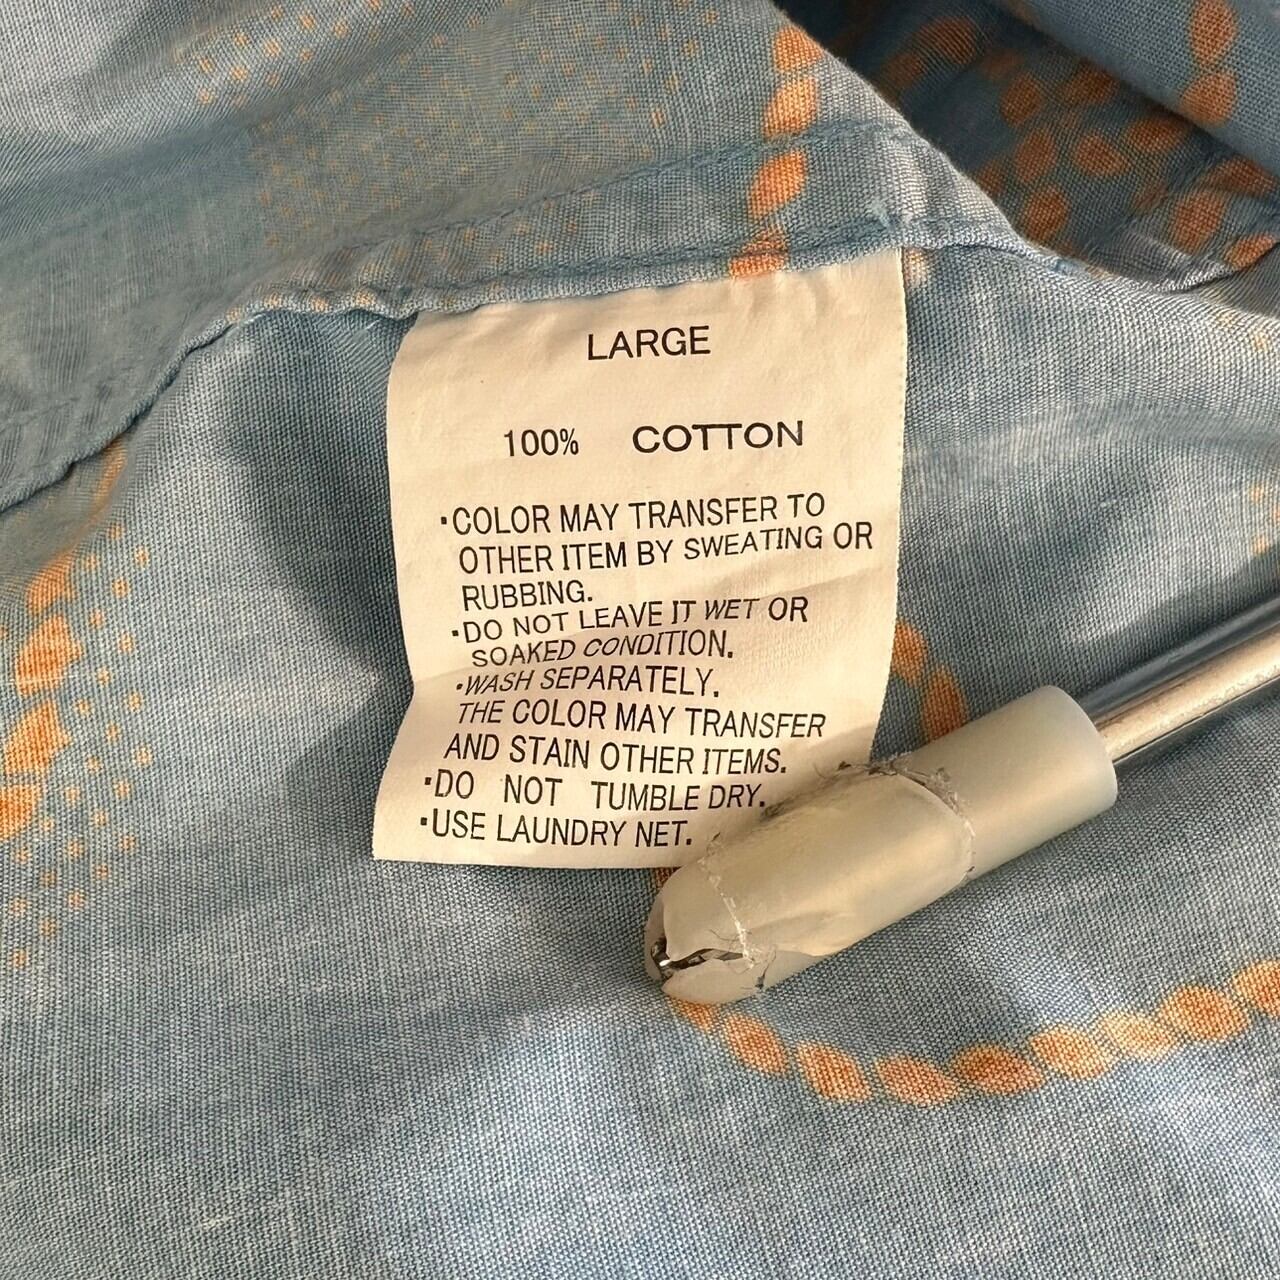 LARGE
100% COTTON
·COLOR MAY TRANSFER TO
OTHER ITEM BY SWEATING OR
RUBBING.
·DO NOT LEAVE IT WET OR
SOAKED CONDITION.
·WASH SEPARATELY.
THE COLOR MAY TRANSFER
AND STAIN OTHER ITEMS.
·DO NOT TUMBLE DRY.
·USE LAUNDRY NET.